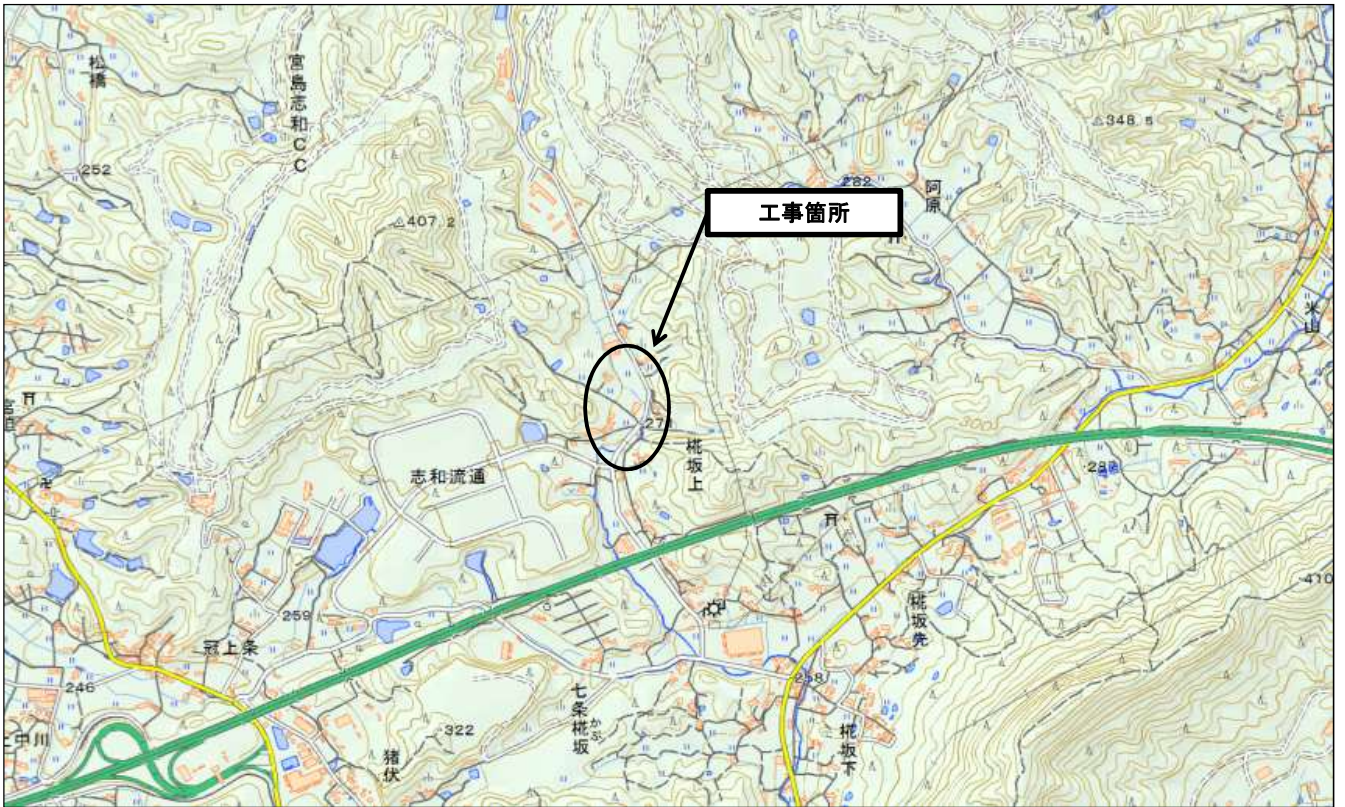 松橋
宮島志和CC
252
△407.2
△348.5
282
阿原
工事箇所
米山
志和流通
椛坂上
300
259
冠上条
246
上中川
猪伏
322
七条椛坂
かぶ
258
椛坂先
椛坂下
410